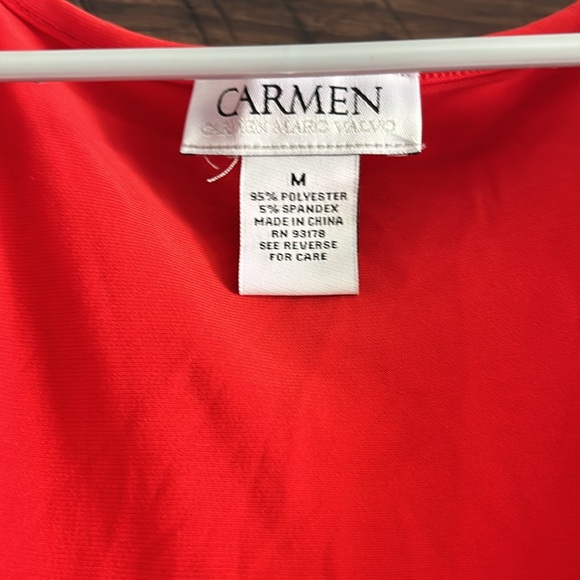 CARMEN
CARMEN MARC VALVO
M
95% POLYESTER
5% SPANDEX
MADE IN CHINA
RN 93178
SEE REVERSE
FOR CARE